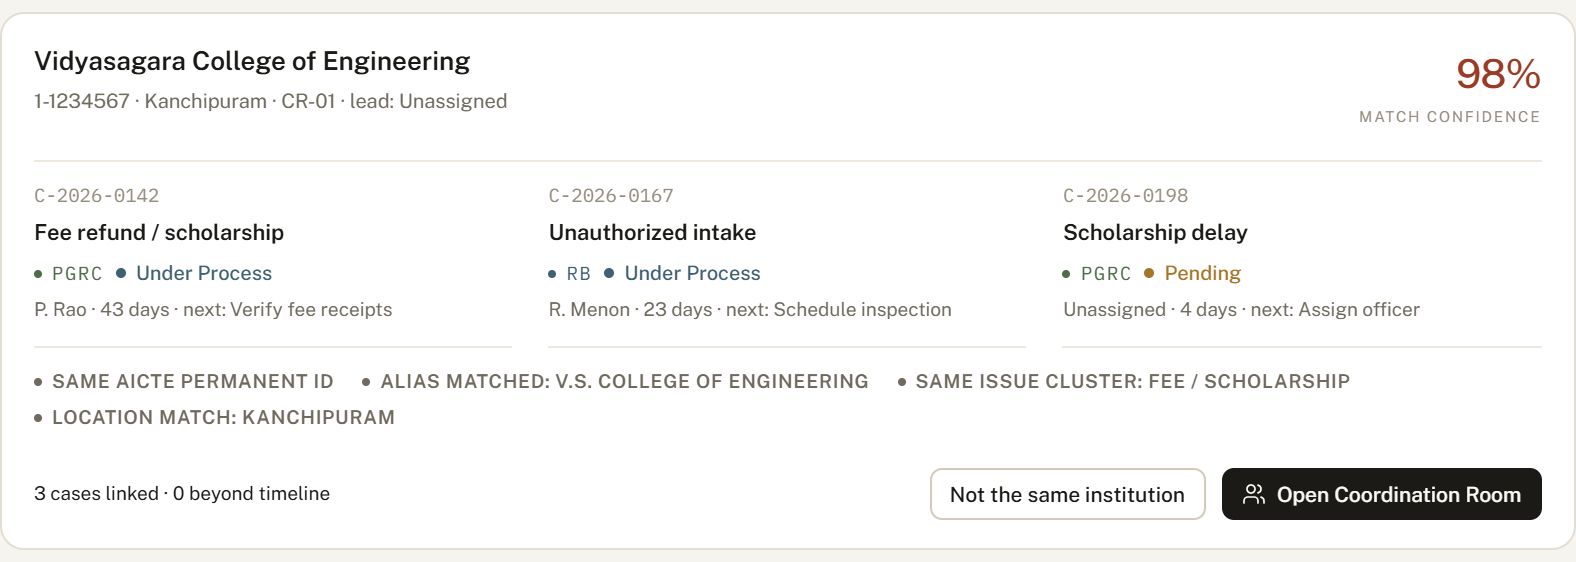 Vidyasagara College of Engineering
1-1234567 · Kanchipuram · CR-01 · lead: Unassigned
98%
MATCH CONFIDENCE
C-2026-0142
Fee refund / scholarship
• PGRC • Under Process
P. Rao · 43 days · next: Verify fee receipts
C-2026-0167
Unauthorized intake
• RB • Under Process
R. Menon · 23 days · next: Schedule inspection
C-2026-0198
Scholarship delay
• PGRC • Pending
Unassigned · 4 days · next: Assign officer
• SAME AICTE PERMANENT ID • ALIAS MATCHED: V.S. COLLEGE OF ENGINEERING • SAME ISSUE CLUSTER: FEE / SCHOLARSHIP
• LOCATION MATCH: KANCHIPURAM
3 cases linked · 0 beyond timeline
Not the same institution
Open Coordination Room